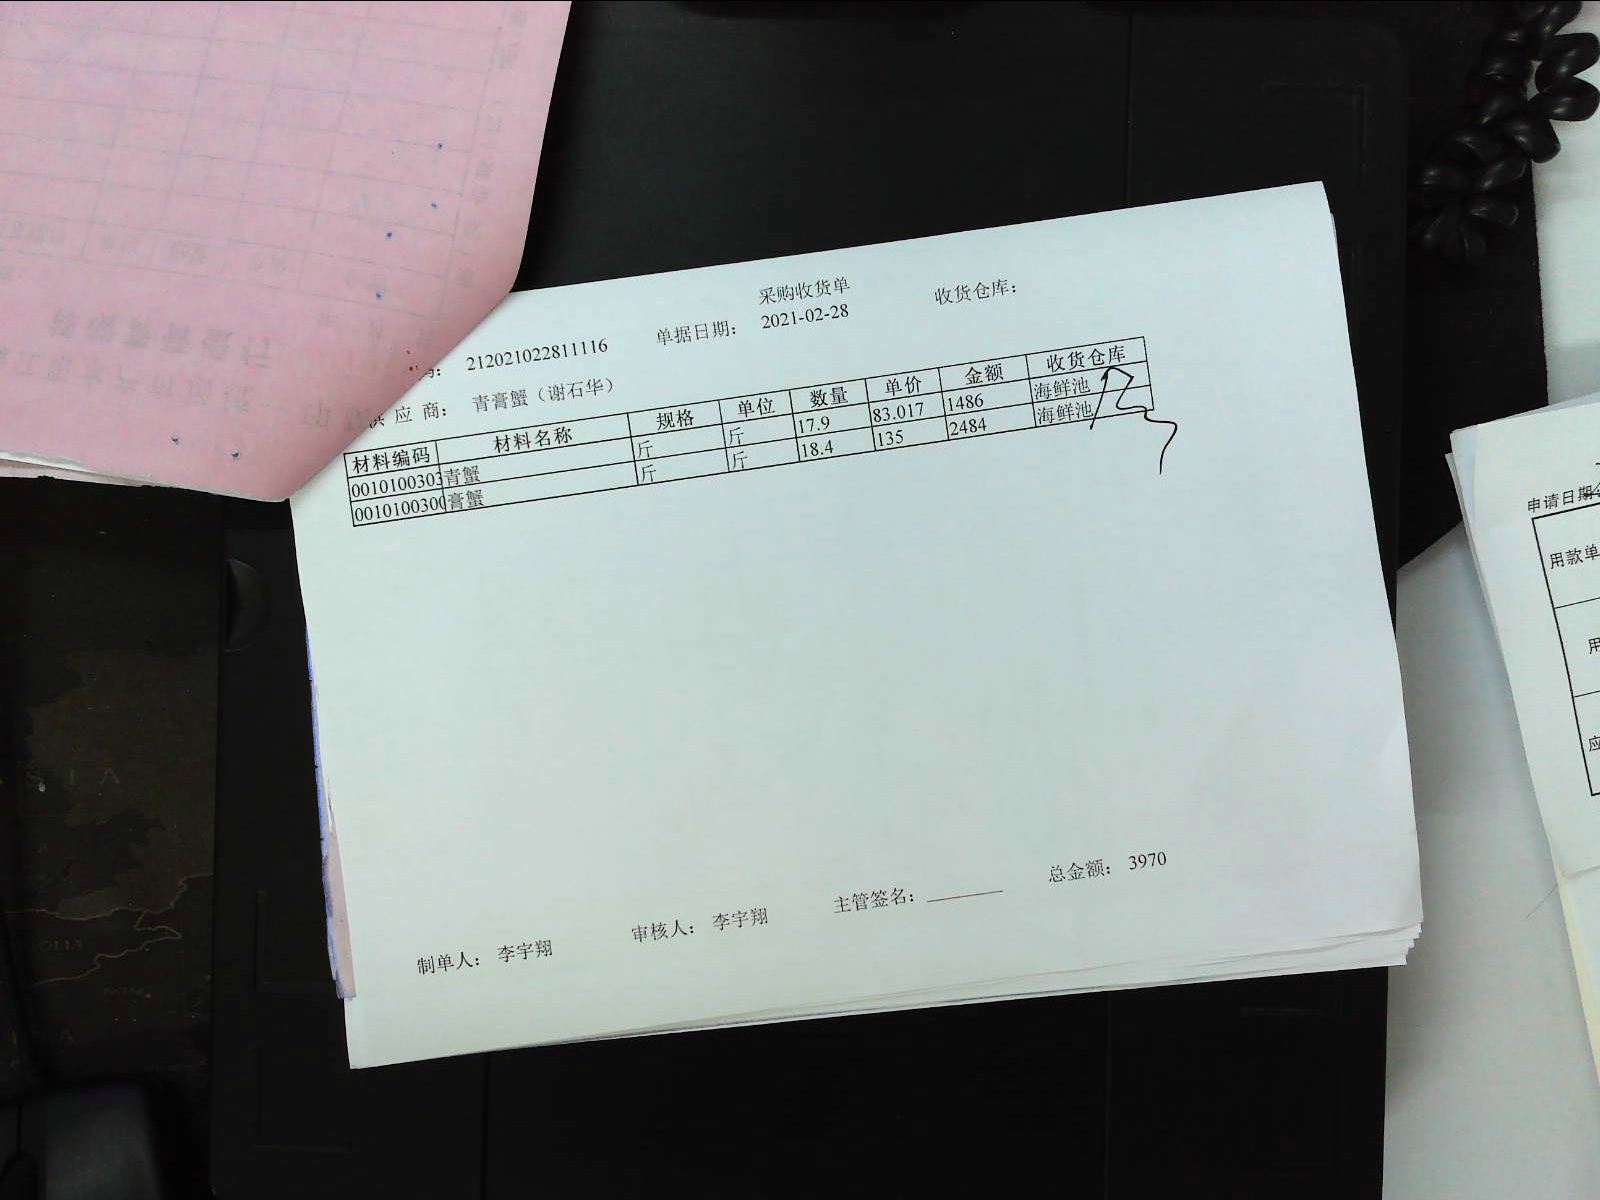 采购收货单
收货仓库：
212021022811116
单据日期： 2021-02-28
供 应 商： 青膏蟹（谢石华）
材料编码 材料名称 规格 单位 数量 单价 金额 收货仓库
0010100303 青蟹 斤 斤 17.9 83.017 1486 海鲜池
001010030 膏蟹 斤 斤 18.4 135 2484 海鲜池
总金额： 3970
制单人： 李宇翔 审核人： 李宇翔 主管签名：
申请日期
用款单
用
应